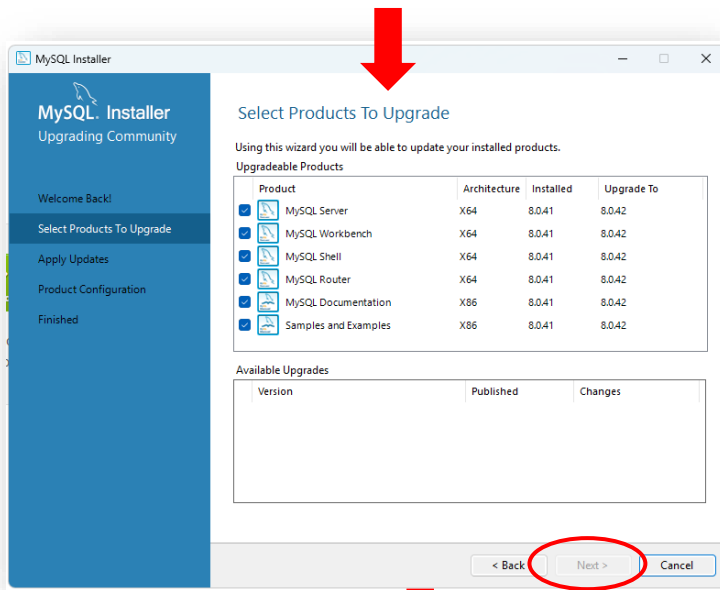 MySQL Installer
MySQL. Installer
Upgrading Community
Welcome Back!
Select Products To Upgrade
Apply Updates
Product Configuration
Finished
Select Products To Upgrade
Using this wizard you will be able to update your installed products.
Upgradeable Products
Product Architecture Installed Upgrade To
MySQL Server X64 8.0.41 8.0.42
MySQL Workbench X64 8.0.41 8.0.42
MySQL Shell X64 8.0.41 8.0.42
MySQL Router X64 8.0.41 8.0.42
MySQL Documentation X86 8.0.41 8.0.42
Samples and Examples X86 8.0.41 8.0.42
Available Upgrades
Version Published Changes
< Back Next > Cancel